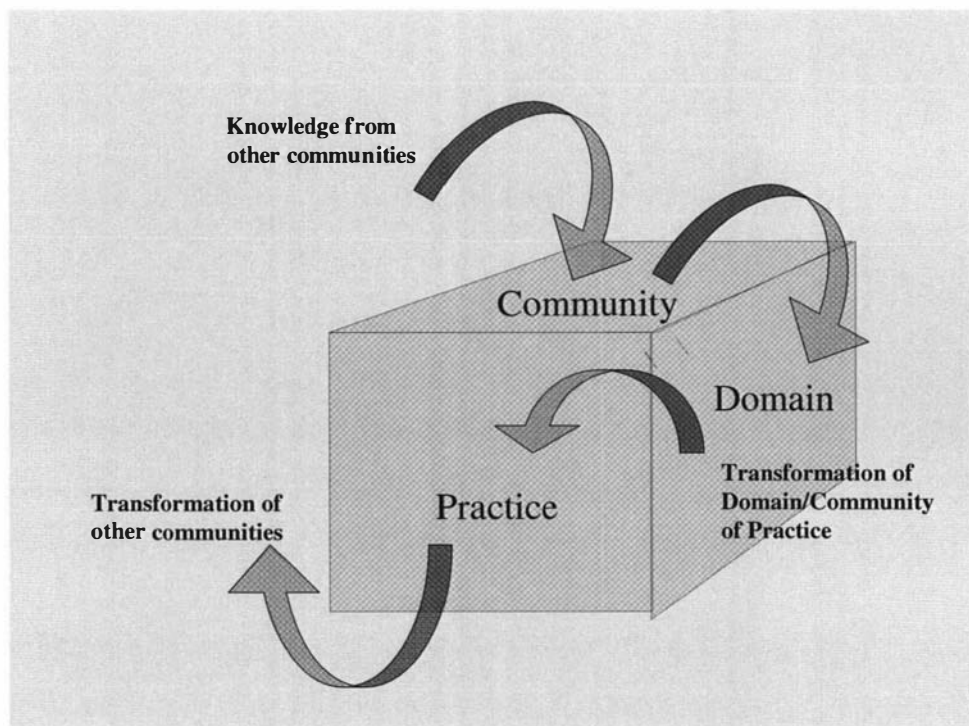 Knowledge from
other communities
Community
Domain
Transformation of
Domain/Community
of Practice
Practice
Transformation of
other communities